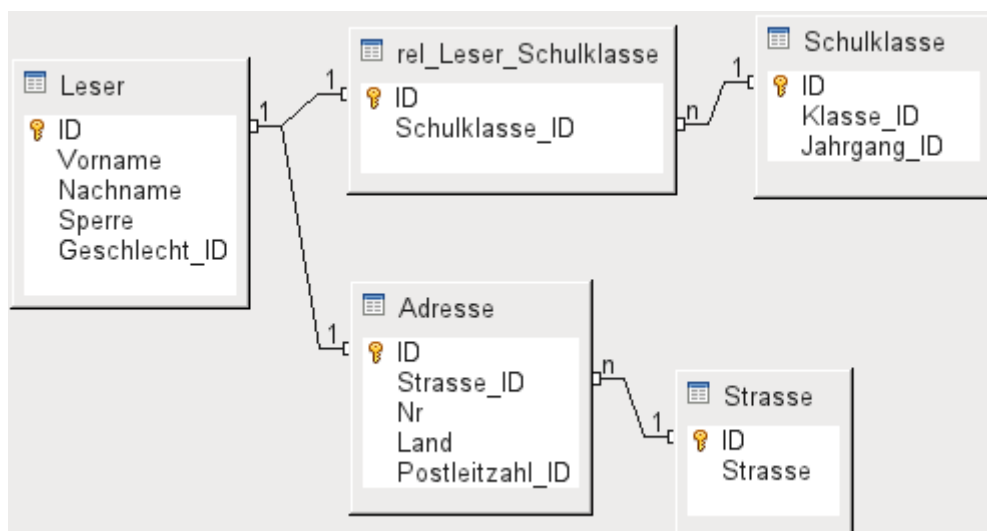 Leser
ID
Vorname
Nachname
Sperre
Geschlecht_ID
1
1
rel_Leser_Schulklasse
ID
Schulklasse_ID
n
1
Schulklasse
ID
Klasse_ID
Jahrgang_ID
1
Adresse
ID
Strasse_ID
Nr
Land
Postleitzahl_ID
n
1
Strasse
ID
Strasse